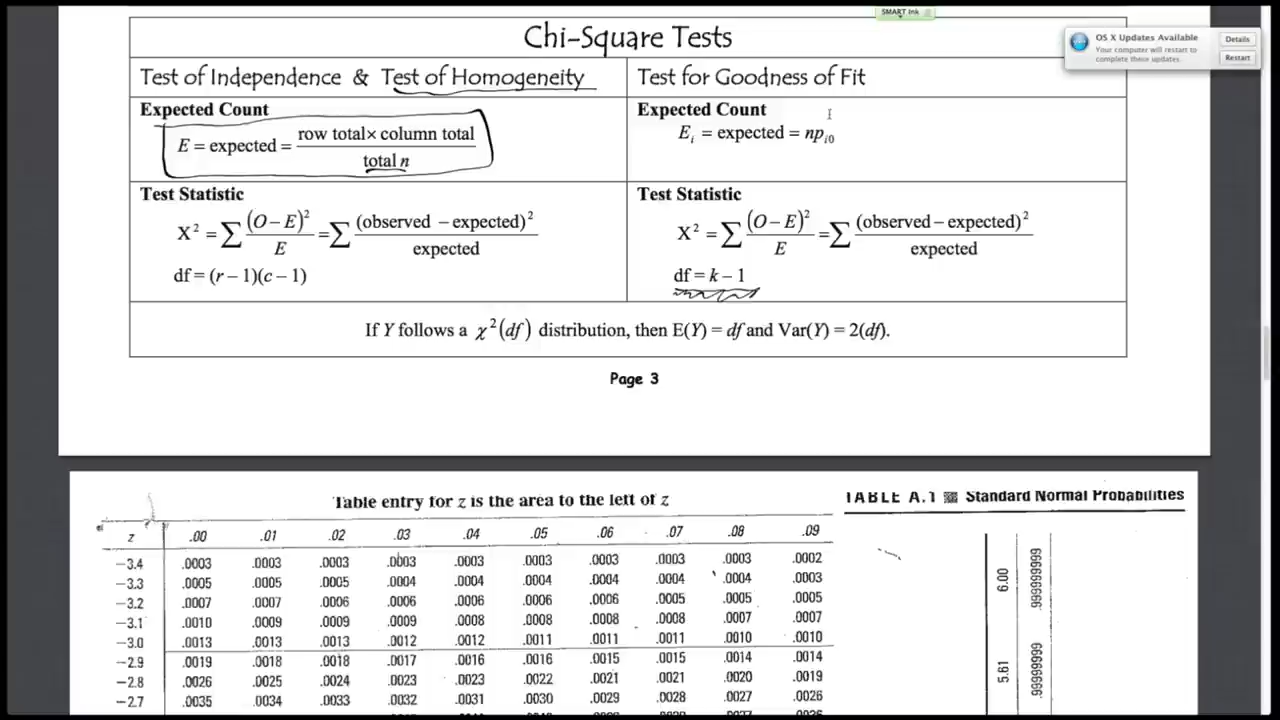 SMART Ink
OS X Updates Available
Your computer will restart to
complete these updates.
Details
Restart
Chi-Square Tests
Test of Independence & Test of Homogeneity
Test for Goodness of Fit
Expected Count
E = expected = row total × column total / total n
Expected Count
E_i = expected = np_i0
Test Statistic
X² = ∑ (O − E)² / E = ∑ (observed − expected)² / expected
df = (r − 1)(c − 1)
Test Statistic
X² = ∑ (O − E)² / E = ∑ (observed − expected)² / expected
df = k − 1
If Y follows a χ²(df) distribution, then E(Y) = df and Var(Y) = 2(df).
Page 3
Table entry for z is the area to the left of z
TABLE A.1 Standard Normal Probabilities
z .00 .01 .02 .03 .04 .05 .06 .07 .08 .09
−3.4 .0003 .0003 .0003 .0003 .0003 .0003 .0003 .0003 .0003 .0002
−3.3 .0005 .0005 .0005 .0004 .0004 .0004 .0004 .0004 .0004 .0003
−3.2 .0007 .0007 .0006 .0006 .0006 .0006 .0006 .0005 .0005 .0005
−3.1 .0010 .0009 .0009 .0009 .0008 .0008 .0008 .0008 .0007 .0007
−3.0 .0013 .0013 .0013 .0012 .0012 .0011 .0011 .0011 .0010 .0010
−2.9 .0019 .0018 .0018 .0017 .0016 .0016 .0015 .0015 .0014 .0014
−2.8 .0026 .0025 .0024 .0023 .0023 .0022 .0021 .0021 .0020 .0019
−2.7 .0035 .0034 .0033 .0032 .0031 .0030 .0029 .0028 .0027 .0026
6.00
5.61